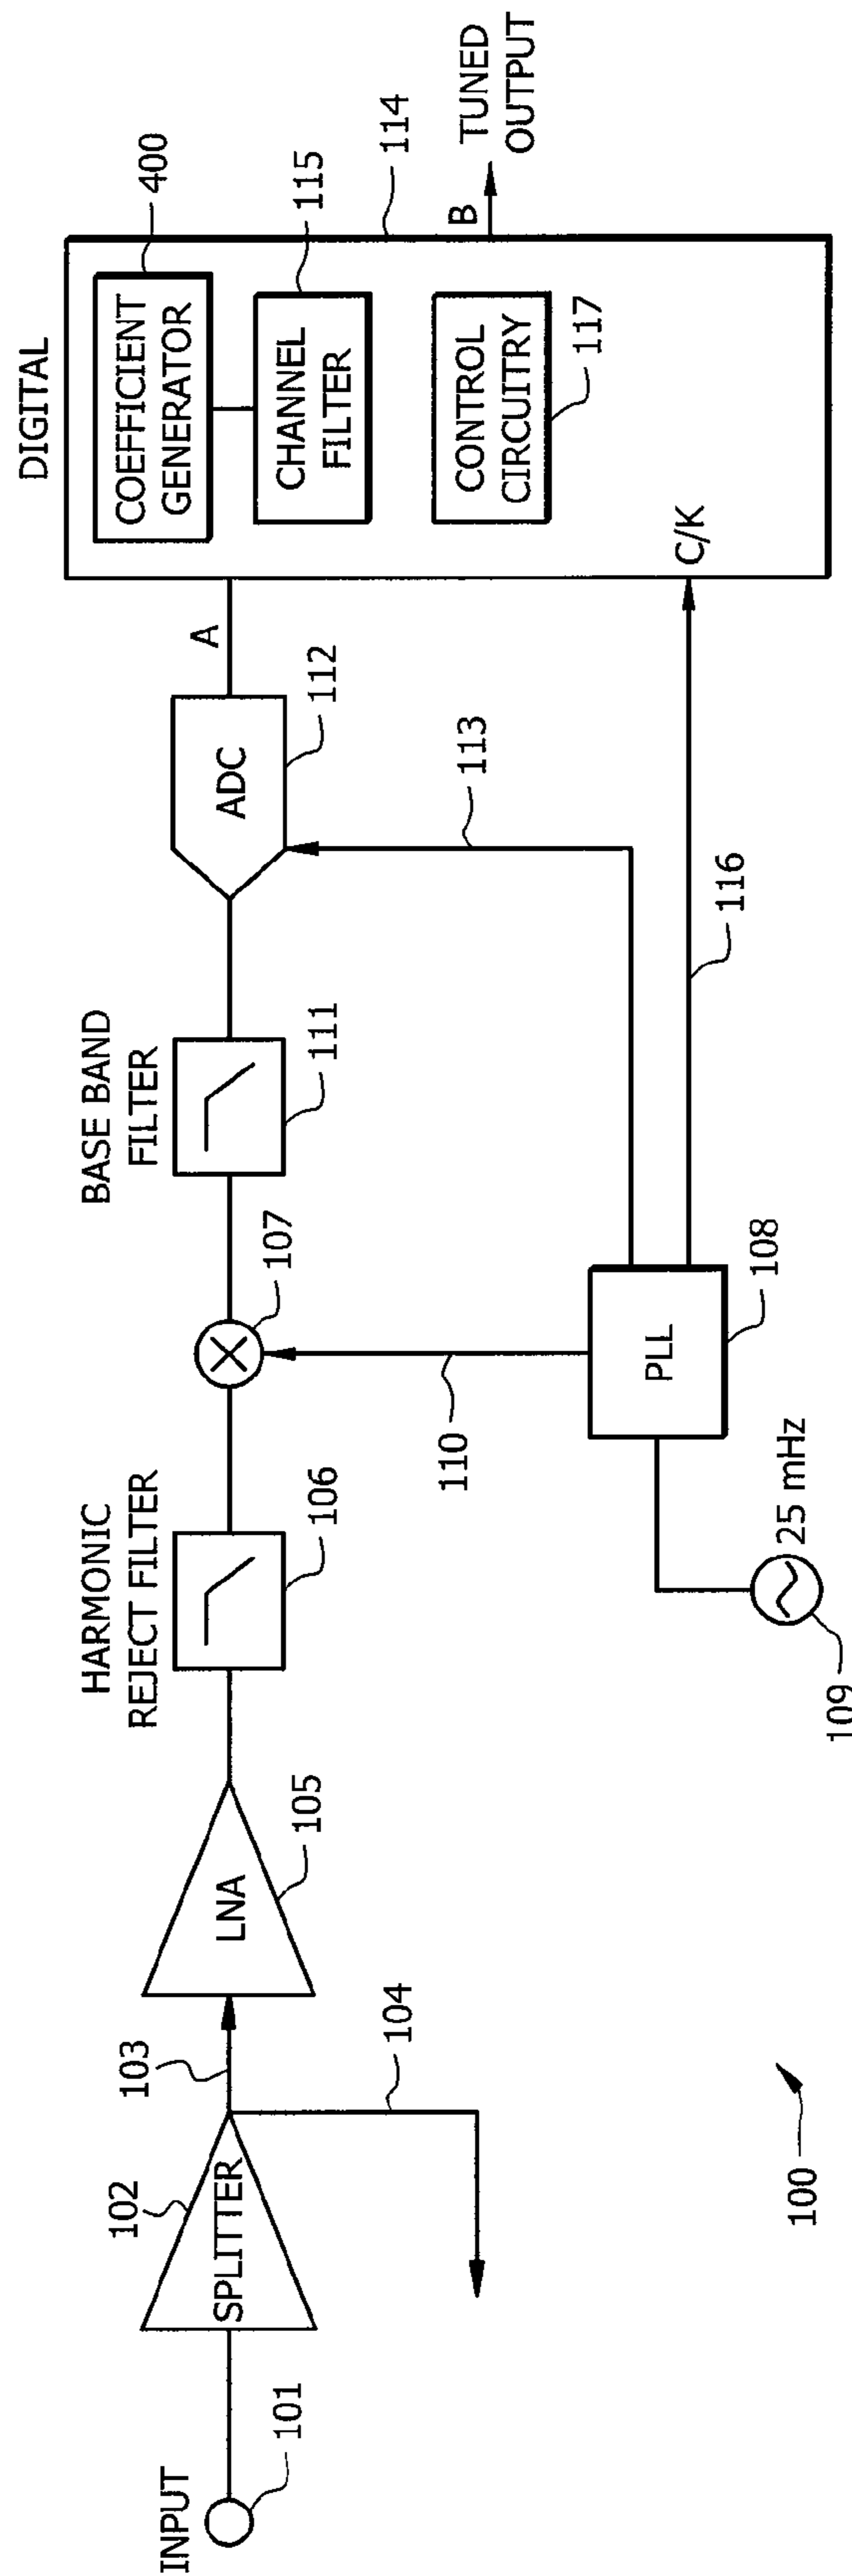 INPUT
101
102
SPLITTER
103
104
LNA
105
HARMONIC
REJECT FILTER
106
107
110
109
25 mHz
PLL
108
BASE BAND
FILTER
111
ADC
112
113
116
A
DIGITAL
COEFFICIENT
GENERATOR
400
CHANNEL
FILTER
115
CONTROL
CIRCUITRY
117
C/K
114
B
TUNED
OUTPUT
100